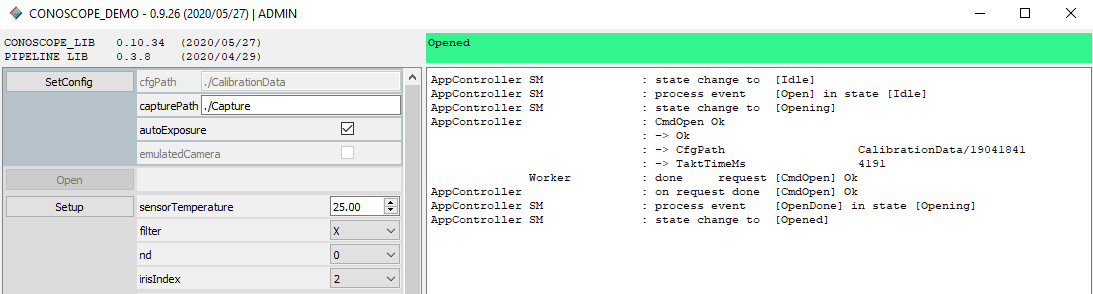 CONOSCOPE_DEMO - 0.9.26 (2020/05/27) | ADMIN
CONOSCOPE_LIB 0.10.34 (2020/05/27)
PIPELINE LIB 0.3.8 (2020/04/29)
Opened
SetConfig cfgPath ./CalibrationData
capturePath ./Capture
autoExposure
emulatedCamera
Open
Setup sensorTemperature 25.00
filter X
nd 0
irisIndex 2
AppController SM : state change to [Idle]
AppController SM : process event [Open] in state [Idle]
AppController SM : state change to [Opening]
AppController : CmdOpen Ok
: -> Ok
: -> CfgPath CalibrationData/19041841
: -> TaktTimeMs 4191
Worker : done request [CmdOpen] Ok
AppController : on request done [CmdOpen] Ok
AppController SM : process event [OpenDone] in state [Opening]
AppController SM : state change to [Opened]